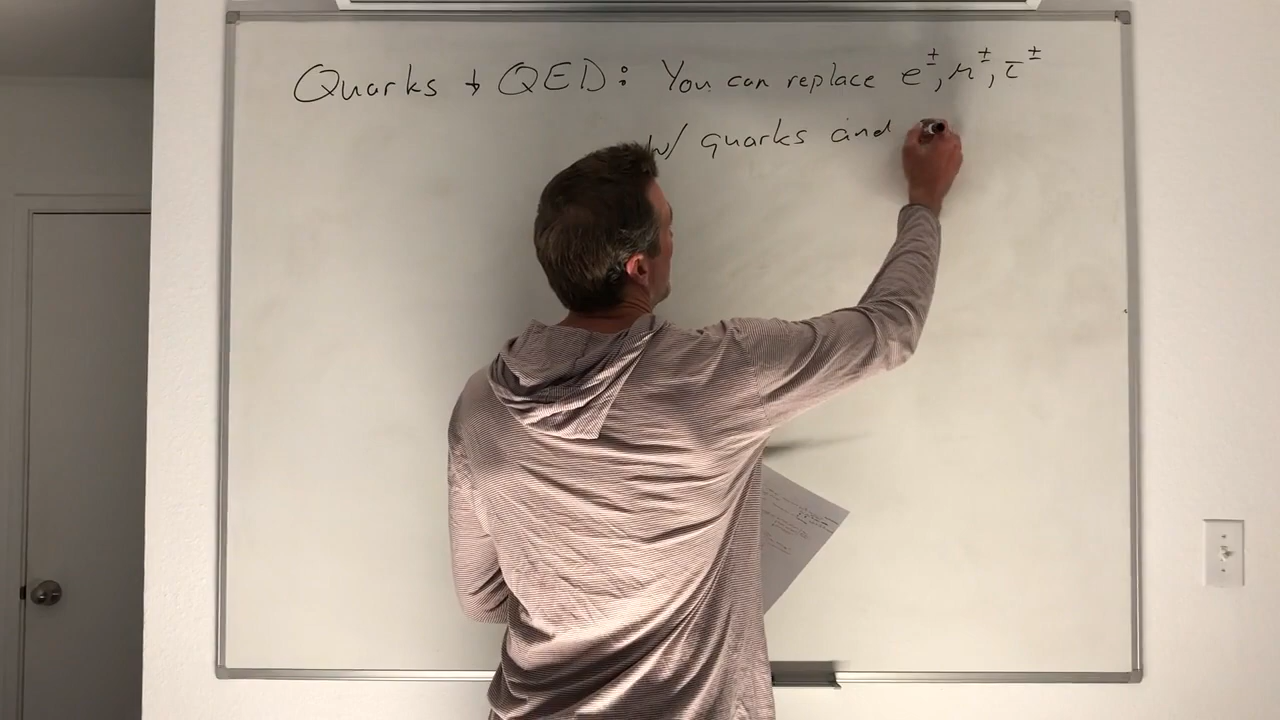 Quarks + QED: You can replace e±, μ±, τ±
w/ quarks and